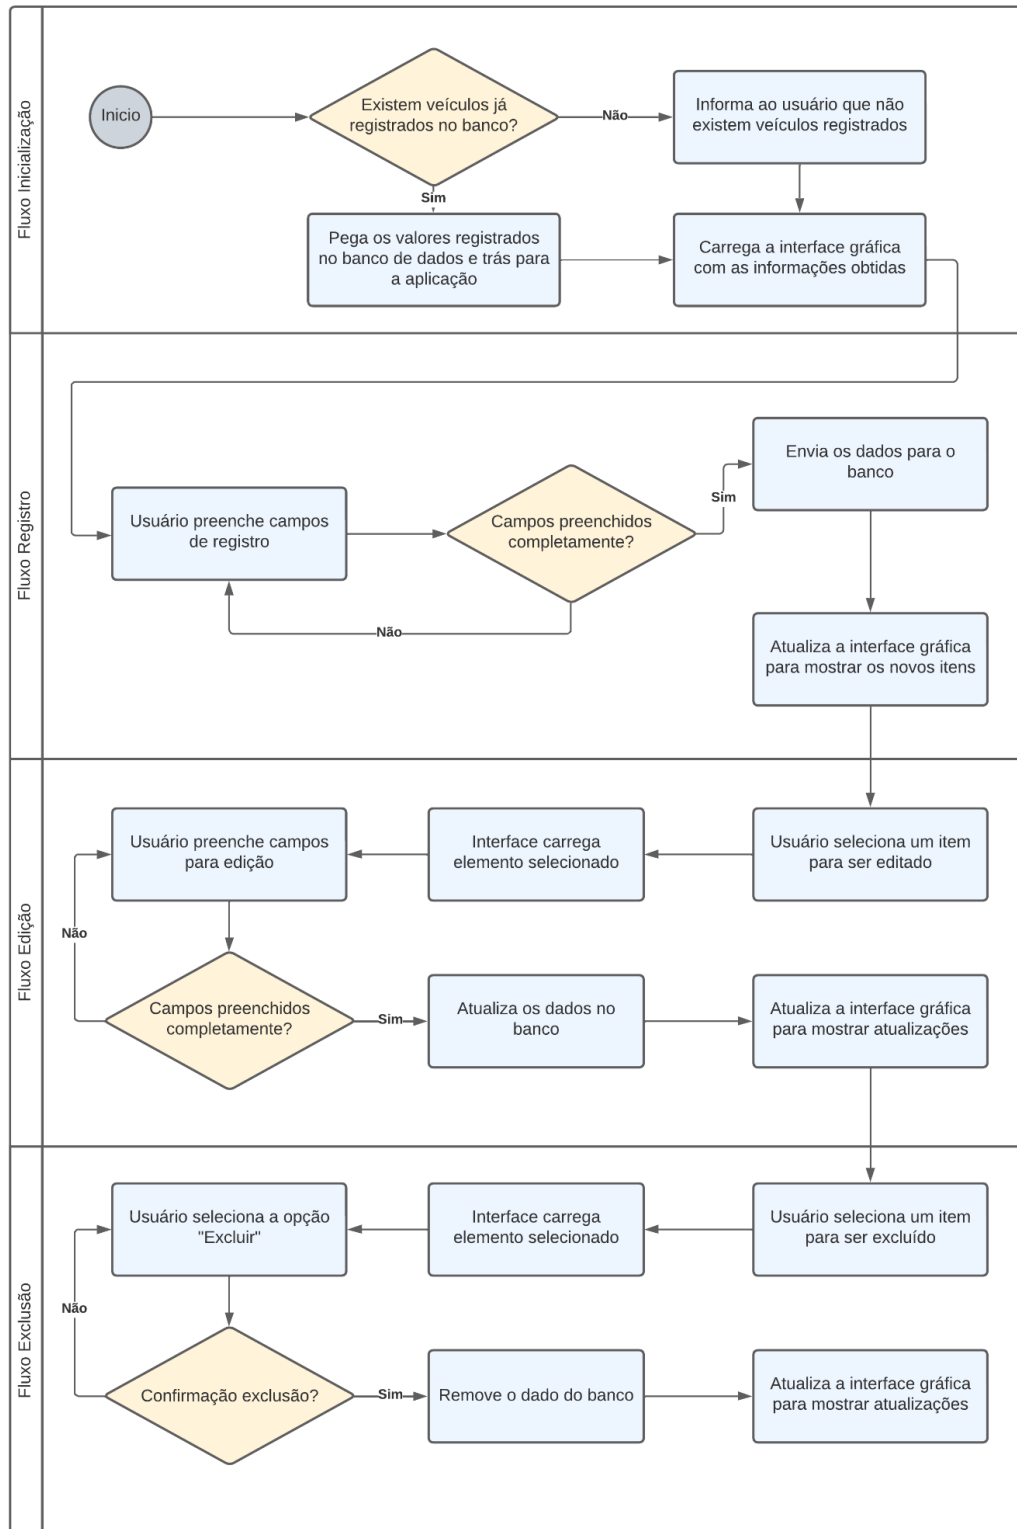 Fluxo Inicialização
Inicio
Existem veículos já
registrados no banco?
Não
Informa ao usuário que não
existem veículos registrados
Sim
Pega os valores registrados
no banco de dados e trás para
a aplicação
Carrega a interface gráfica
com as informações obtidas
Fluxo Registro
Usuário preenche campos
de registro
Campos preenchidos
completamente?
Sim
Envia os dados para o
banco
Não
Atualiza a interface gráfica
para mostrar os novos itens
Fluxo Edição
Usuário seleciona um item
para ser editado
Interface carrega
elemento selecionado
Usuário preenche campos
para edição
Não
Campos preenchidos
completamente?
Sim
Atualiza os dados no
banco
Atualiza a interface gráfica
para mostrar atualizações
Fluxo Exclusão
Usuário seleciona um item
para ser excluído
Interface carrega
elemento selecionado
Usuário seleciona a opção
"Excluir"
Não
Confirmação exclusão?
Sim
Remove o dado do banco
Atualiza a interface gráfica
para mostrar atualizações